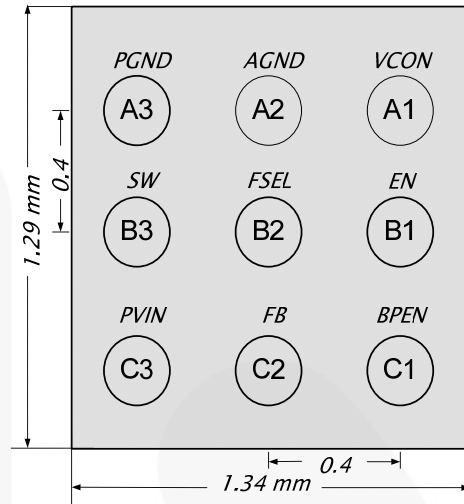 PGND AGND VCON
A3 A2 A1
0.4
SW FSEL EN
1.29 mm
B3 B2 B1
PVIN FB BPEN
C3 C2 C1
0.4
1.34 mm